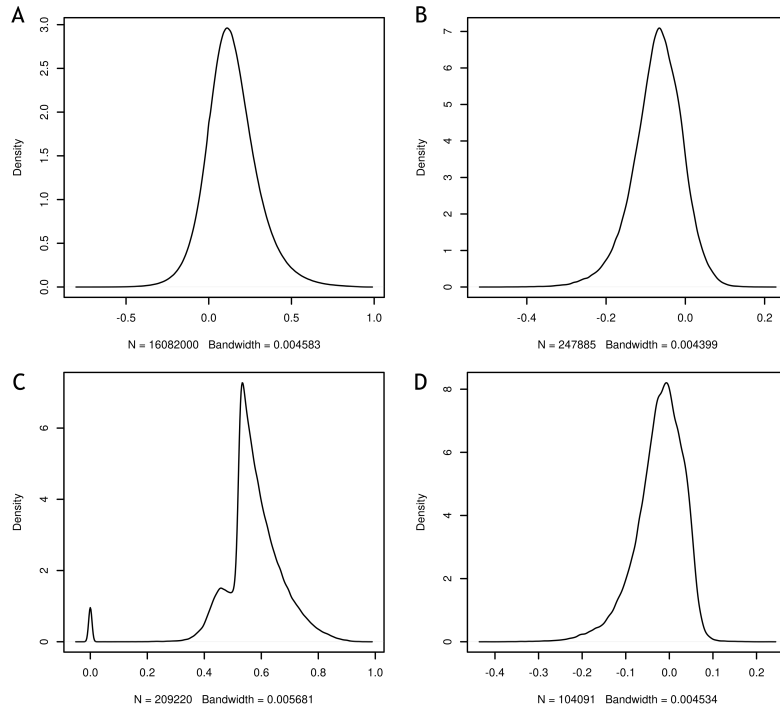 A
Density
3.0
2.5
2.0
1.5
1.0
0.5
0.0
-0.5 0.0 0.5 1.0
N = 16082000 Bandwidth = 0.004583
B
Density
7
6
5
4
3
2
1
0
-0.4 -0.2 0.0 0.2
N = 247885 Bandwidth = 0.004399
C
Density
6
4
2
0
0.0 0.2 0.4 0.6 0.8 1.0
N = 209220 Bandwidth = 0.005681
D
Density
8
6
4
2
0
-0.4 -0.3 -0.2 -0.1 0.0 0.1 0.2
N = 104091 Bandwidth = 0.004534